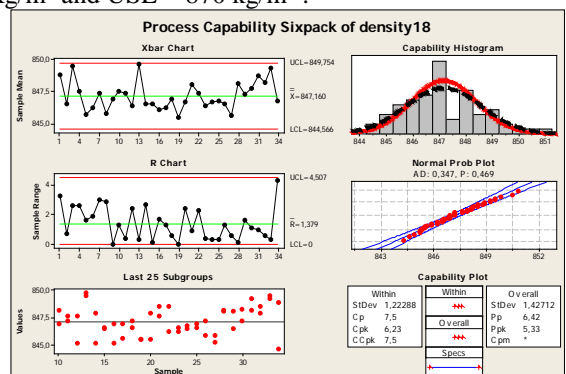 kg/m³ and USL = 870 kg/m³.
Process Capability Sixpack of density18
Xbar Chart
Sample Mean
850,0
847,5
845,0
1 4 7 10 13 16 19 22 25 28 31 34
UCL=849,754
X=847,160
LCL=844,566
Capability Histogram
844 845 846 847 848 849 850 851
R Chart
Sample Range
4
2
0
1 4 7 10 13 16 19 22 25 28 31 34
UCL=4,507
R=1,379
LCL=0
Normal Prob Plot
AD: 0,347, P: 0,469
843 846 849 852
Last 25 Subgroups
Values
850,0
847,5
845,0
10 15 20 25 30
Sample
Capability Plot
Within
StDev 1,22288
Cp 7,5
Cpk 6,23
CCpk 7,5
Within
Overall
Specs
Overall
StDev 1,42712
Pp 6,42
Ppk 5,33
Cpm *